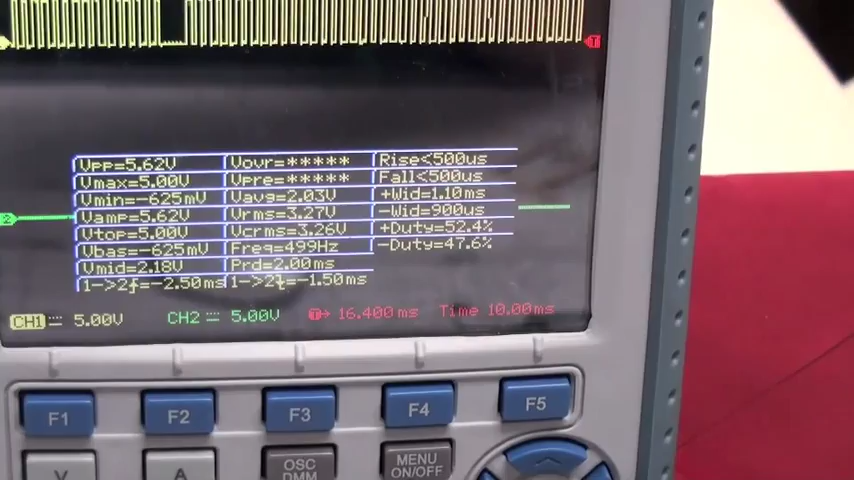 T
Vpp=5.62V Vovr=***** Rise<500us
Vmax=5.00V Vpre=***** Fall<500us
Vmin=-625mV Vavg=2.03V +Wid=1.10ms
Vamp=5.62V Vrms=3.27V -Wid=900us
2
Vtop=5.00V Vcrms=3.26V +Duty=52.4%
Vbas=-625mV Freq=499Hz -Duty=47.6%
Vmid=2.18V Prd=2.00ms
1->2⨍=-2.50ms 1->2⨎=-1.50ms
CH1 5.00V CH2 5.00V T→ 16.400ms Time 10.00ms
F1 F2 F3 F4 F5
V A OSC DMM MENU ON/OFF